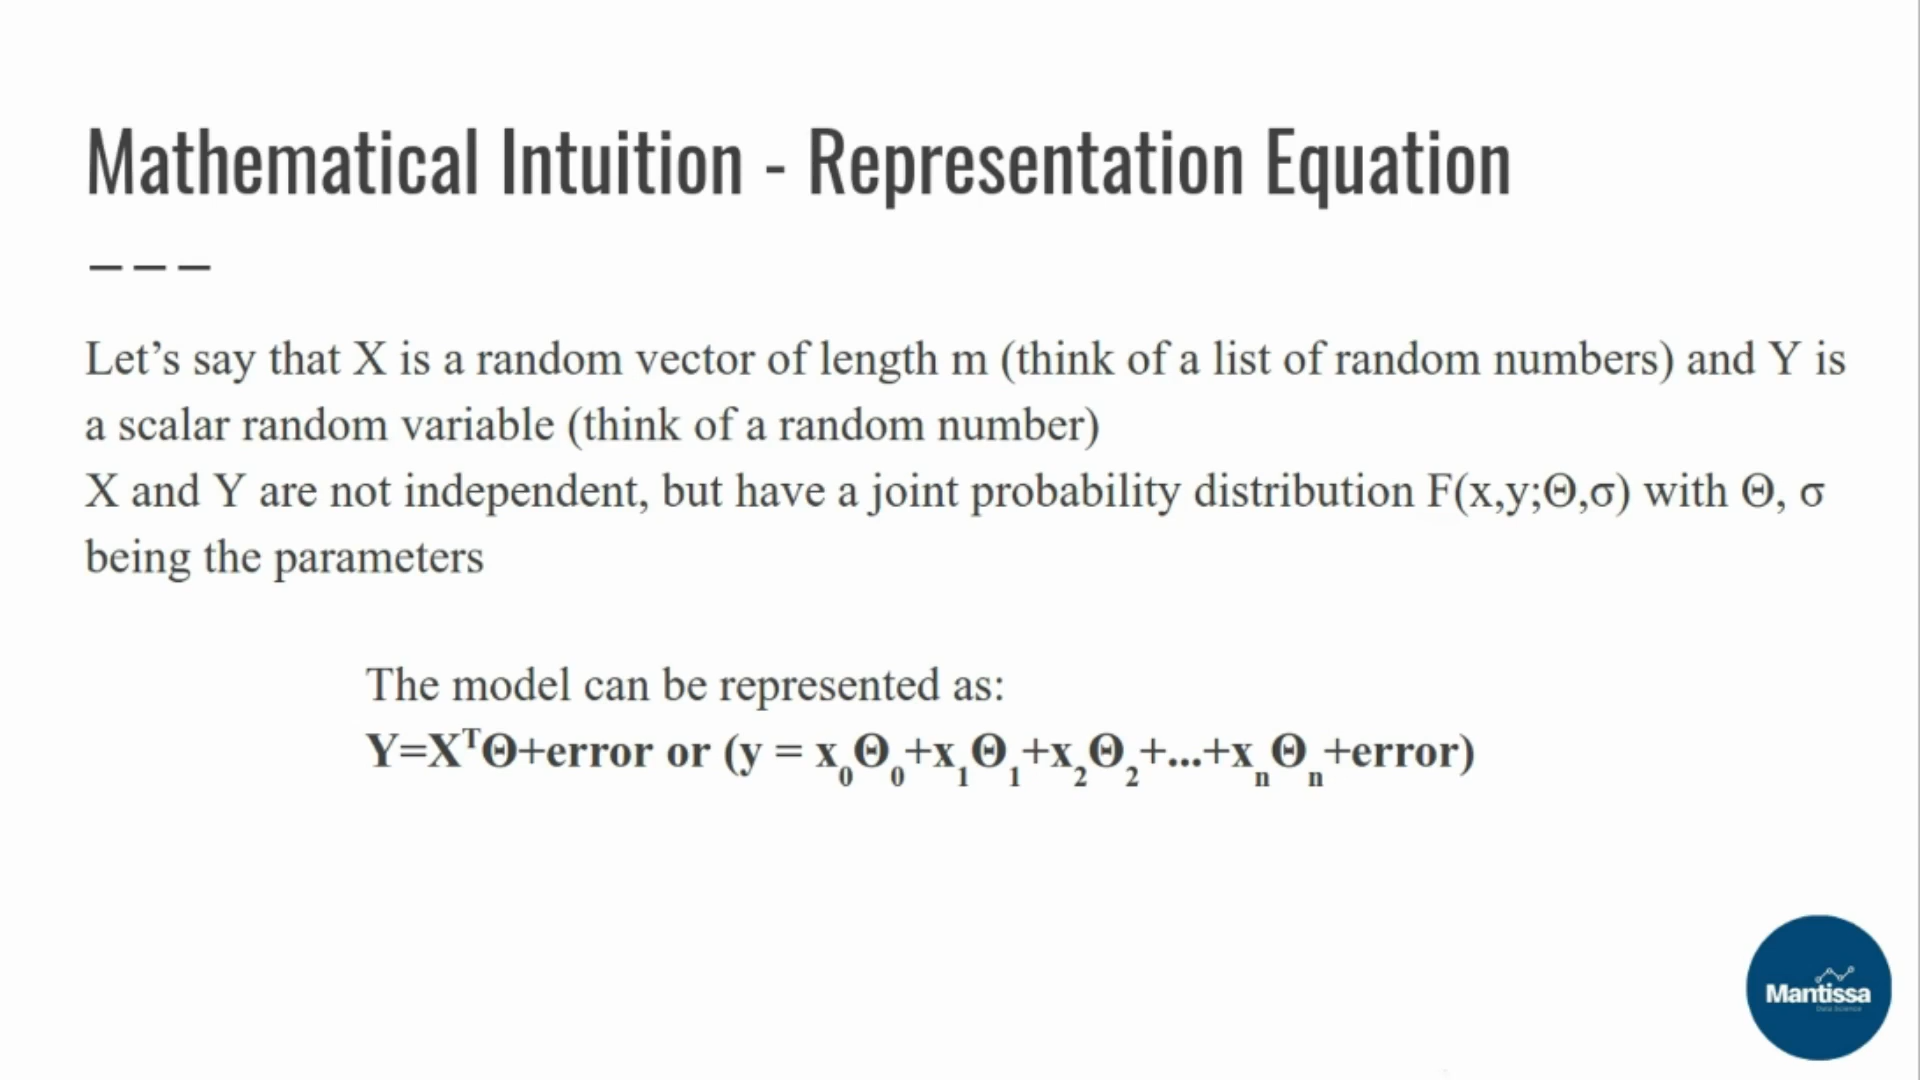 Mathematical Intuition - Representation Equation
Let’s say that X is a random vector of length m (think of a list of random numbers) and Y is
a scalar random variable (think of a random number)
X and Y are not independent, but have a joint probability distribution F(x,y;Θ,σ) with Θ, σ
being the parameters
The model can be represented as:
Y=XᵀΘ+error or (y = x₀Θ₀+x₁Θ₁+x₂Θ₂+...+xₙΘₙ+error)
Mantissa
Data Science